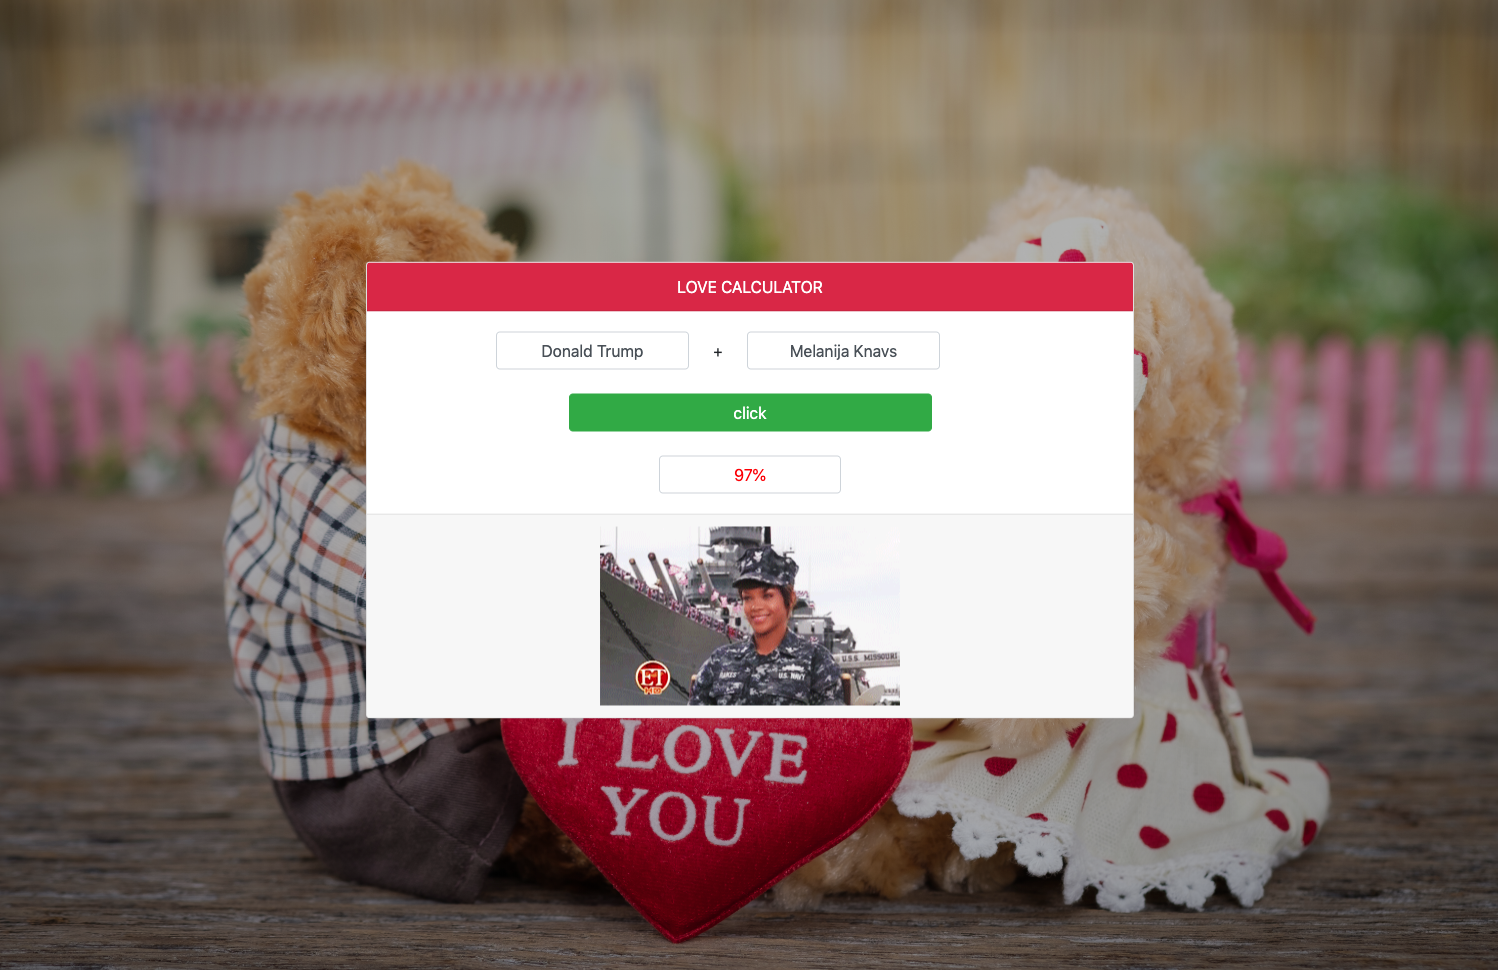 LOVE CALCULATOR
Donald Trump + Melanija Knavs
click
97%
U.S.S. MISSOURI
U.S. NAVY
ET
HD
I LOVE
YOU